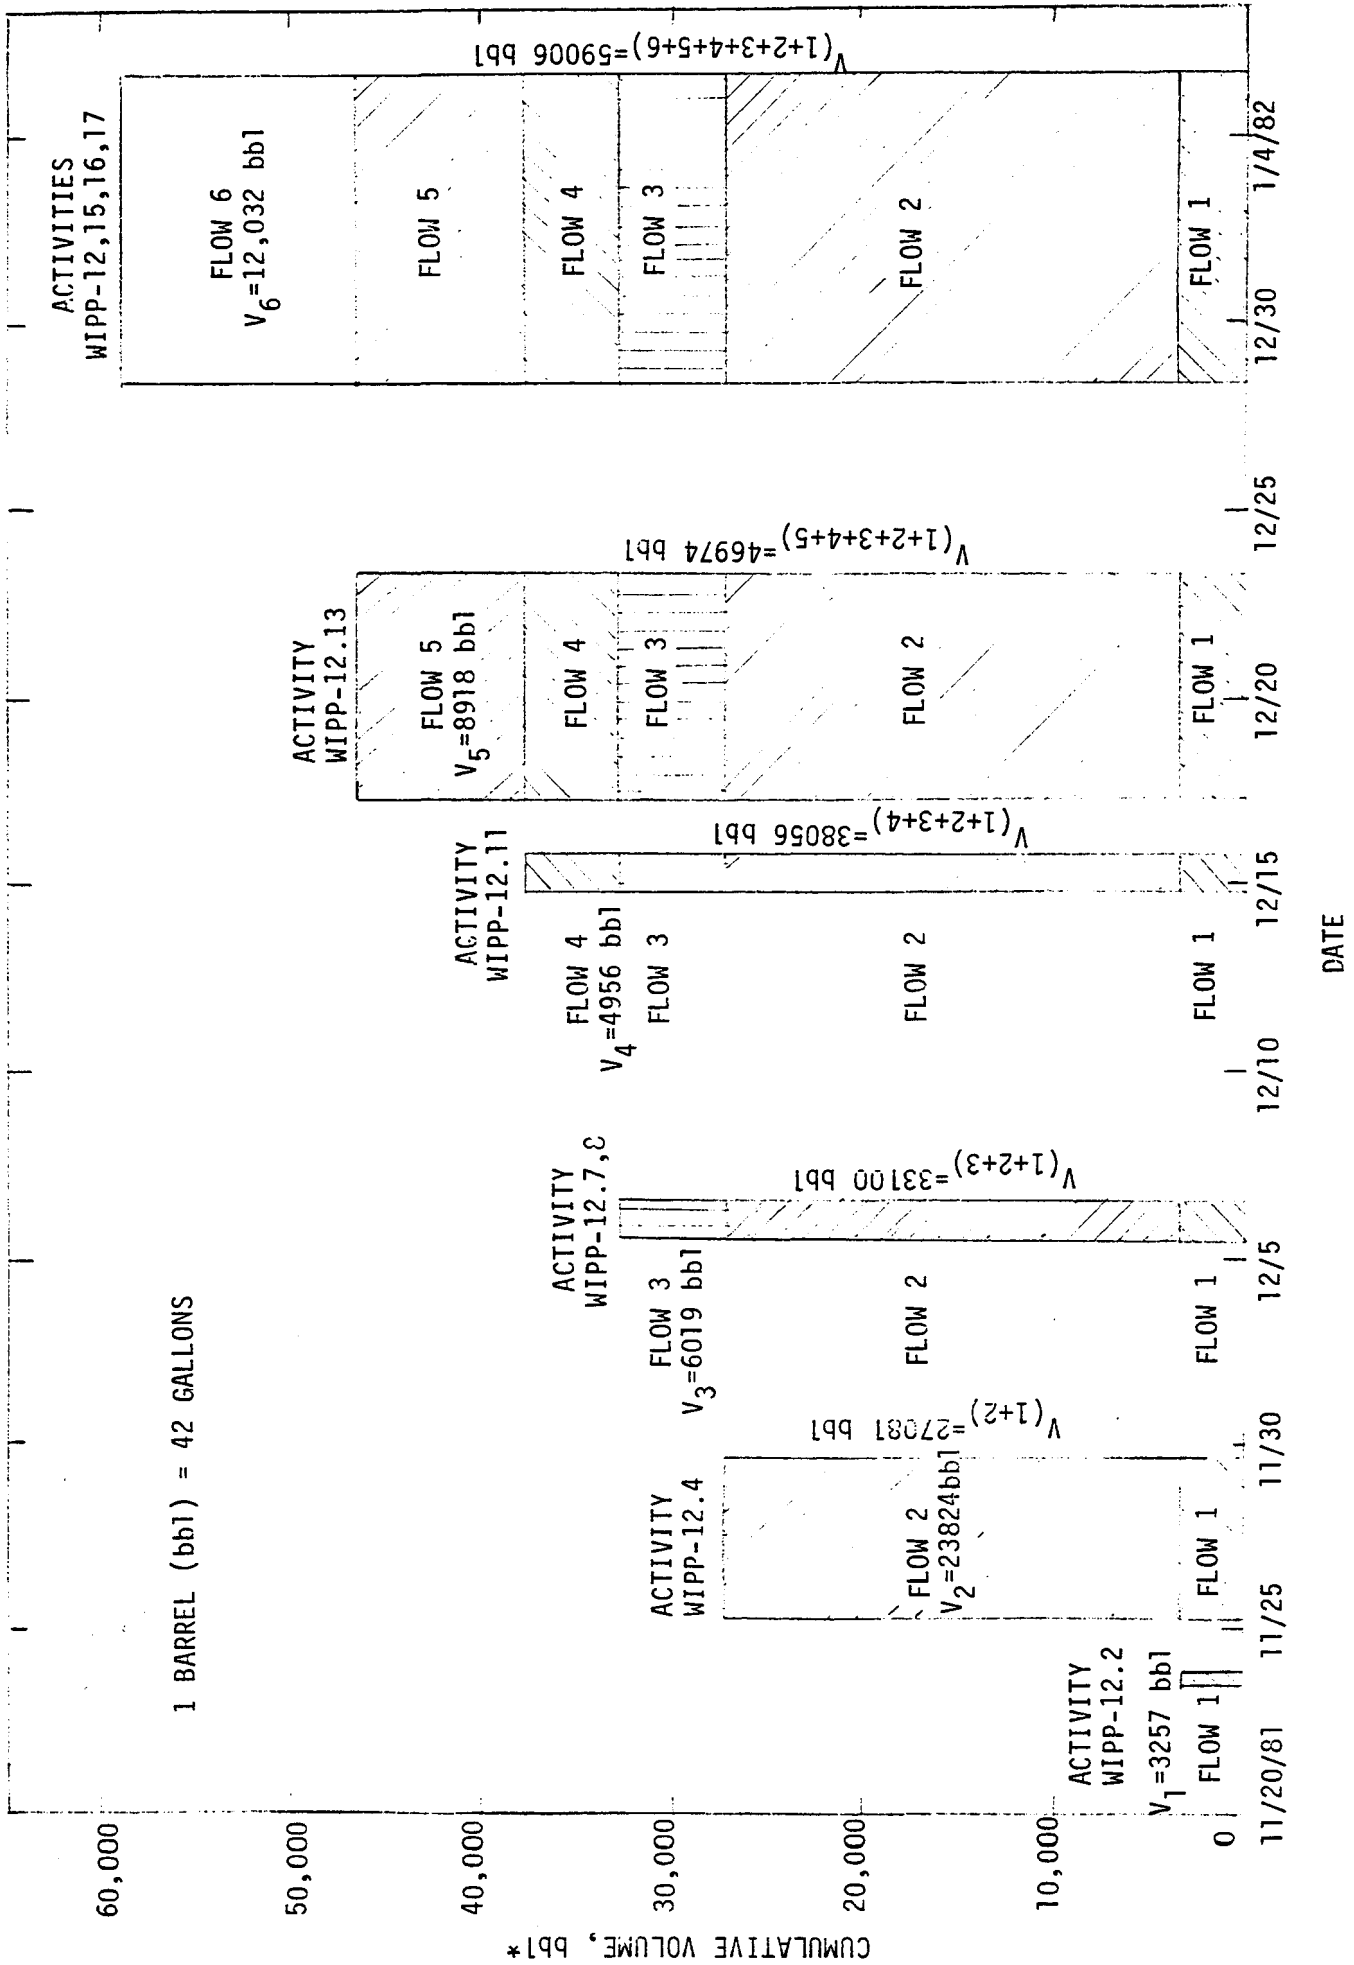 CUMULATIVE VOLUME, bbl*
60,000
50,000
40,000
30,000
20,000
10,000
0
1 BARREL (bbl) = 42 GALLONS
ACTIVITY
WIPP-12.2
V1=3257 bbl
FLOW 1
ACTIVITY
WIPP-12.4
FLOW 2
V2=23824bbl
FLOW 1
V(1+2)=27081 bbl
ACTIVITY
WIPP-12.7,8
FLOW 3
V3=6019 bbl
FLOW 2
FLOW 1
V(1+2+3)=33100 bbl
ACTIVITY
WIPP-12.11
FLOW 4
V4=4956 bbl
FLOW 3
FLOW 2
FLOW 1
V(1+2+3+4)=38056 bbl
ACTIVITY
WIPP-12.13
FLOW 5
V5=8918 bbl
FLOW 4
FLOW 3
FLOW 2
FLOW 1
V(1+2+3+4+5)=46974 bbl
ACTIVITIES
WIPP-12,15,16,17
FLOW 6
V6=12,032 bbl
FLOW 5
FLOW 4
FLOW 3
FLOW 2
FLOW 1
V(1+2+3+4+5+6)=59006 bbl
11/20/81
11/25
11/30
12/5
12/10
12/15
12/20
12/25
12/30
1/4/82
DATE